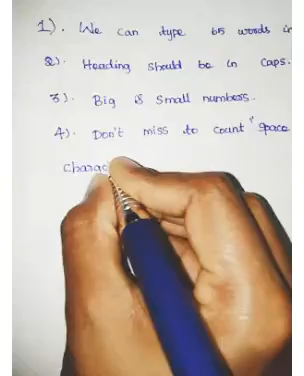 1). We can type 65 words in
2). Heading should be in caps.
3). Big & small numbers.
4). Don't miss to count "space
charac